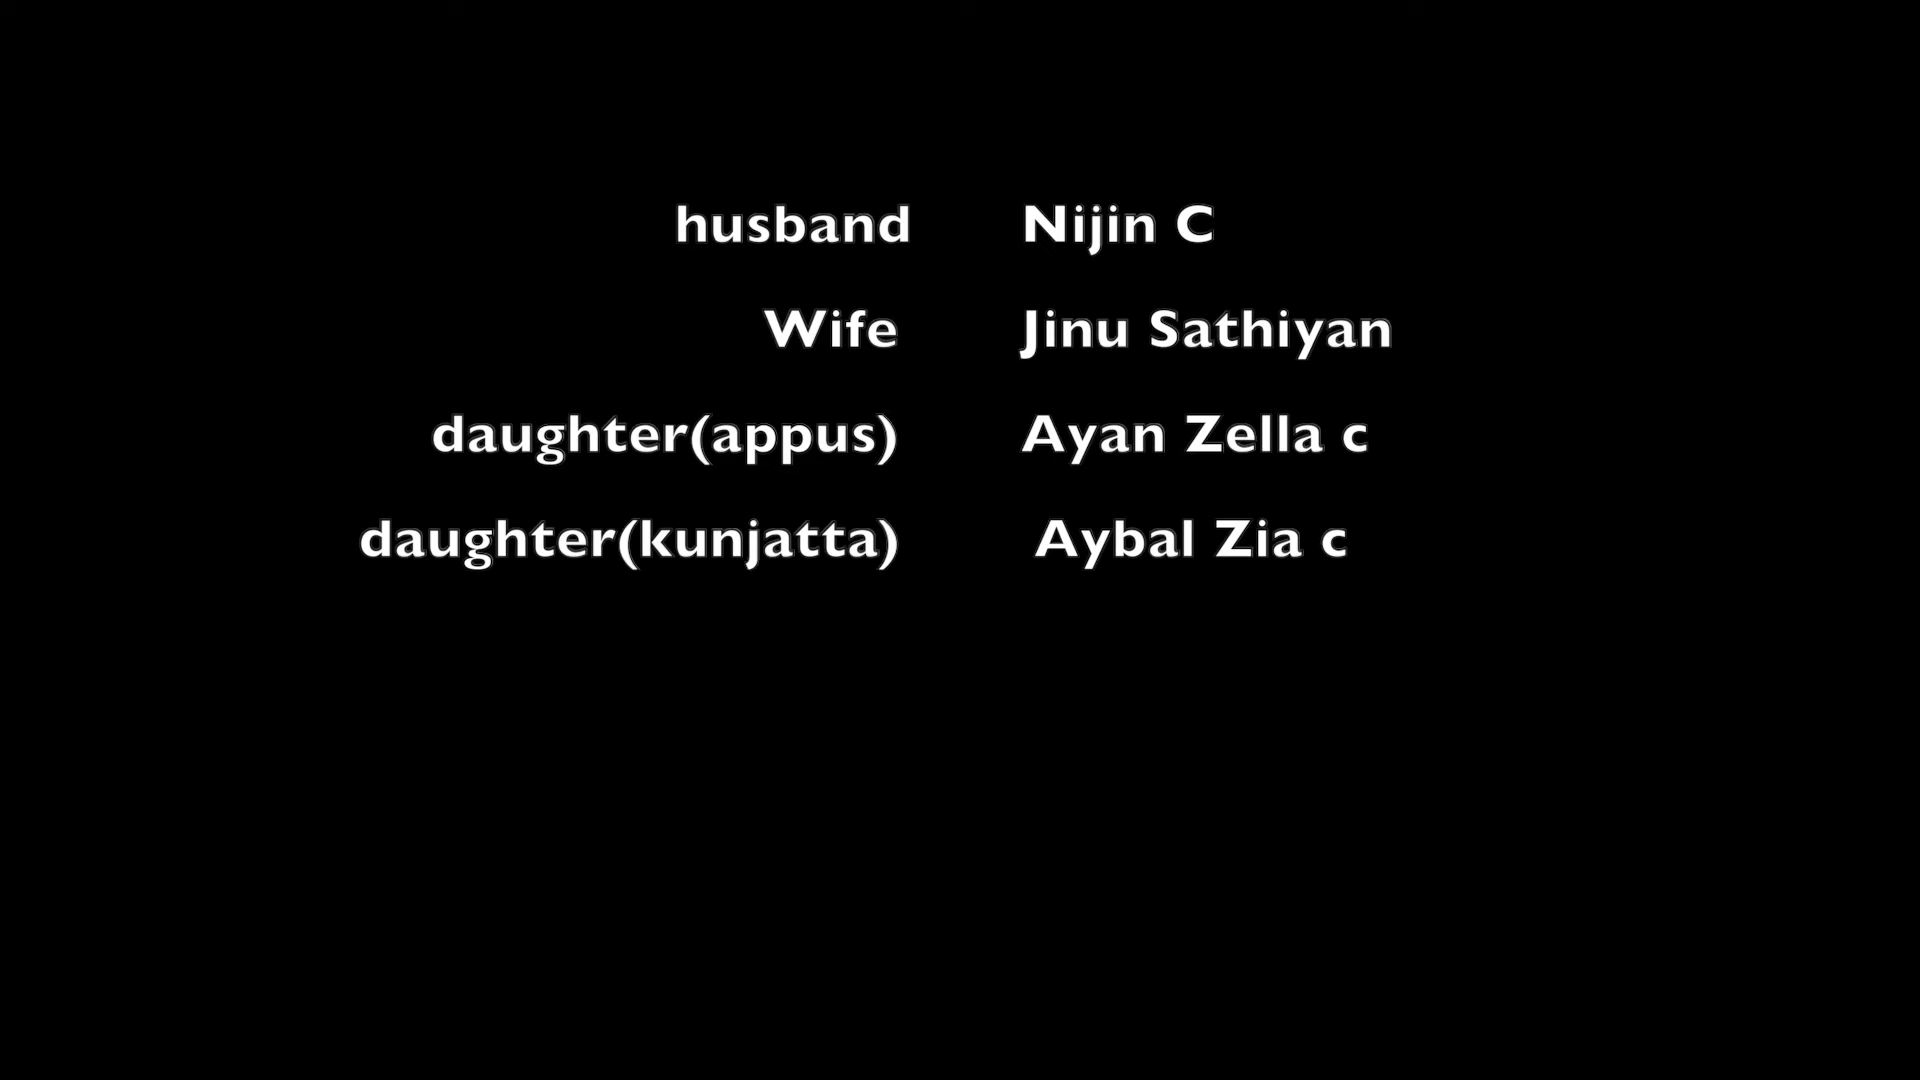 husband Nijin C
Wife Jinu Sathiyan
daughter(appus) Ayan Zella c
daughter(kunjatta) Aybal Zia c